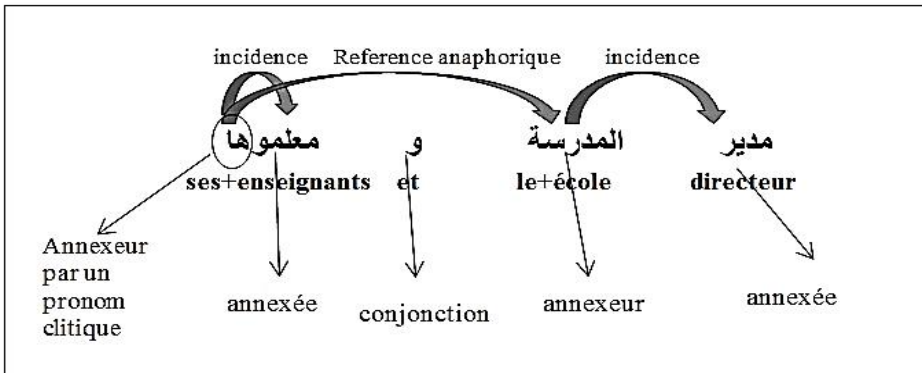 incidence Reference anaphorique incidence
مدير المدرسة و معلموها
ses+enseignants et le+école directeur
Annexeur
par un
pronom
clitique
annexée
conjonction
annexeur
annexée